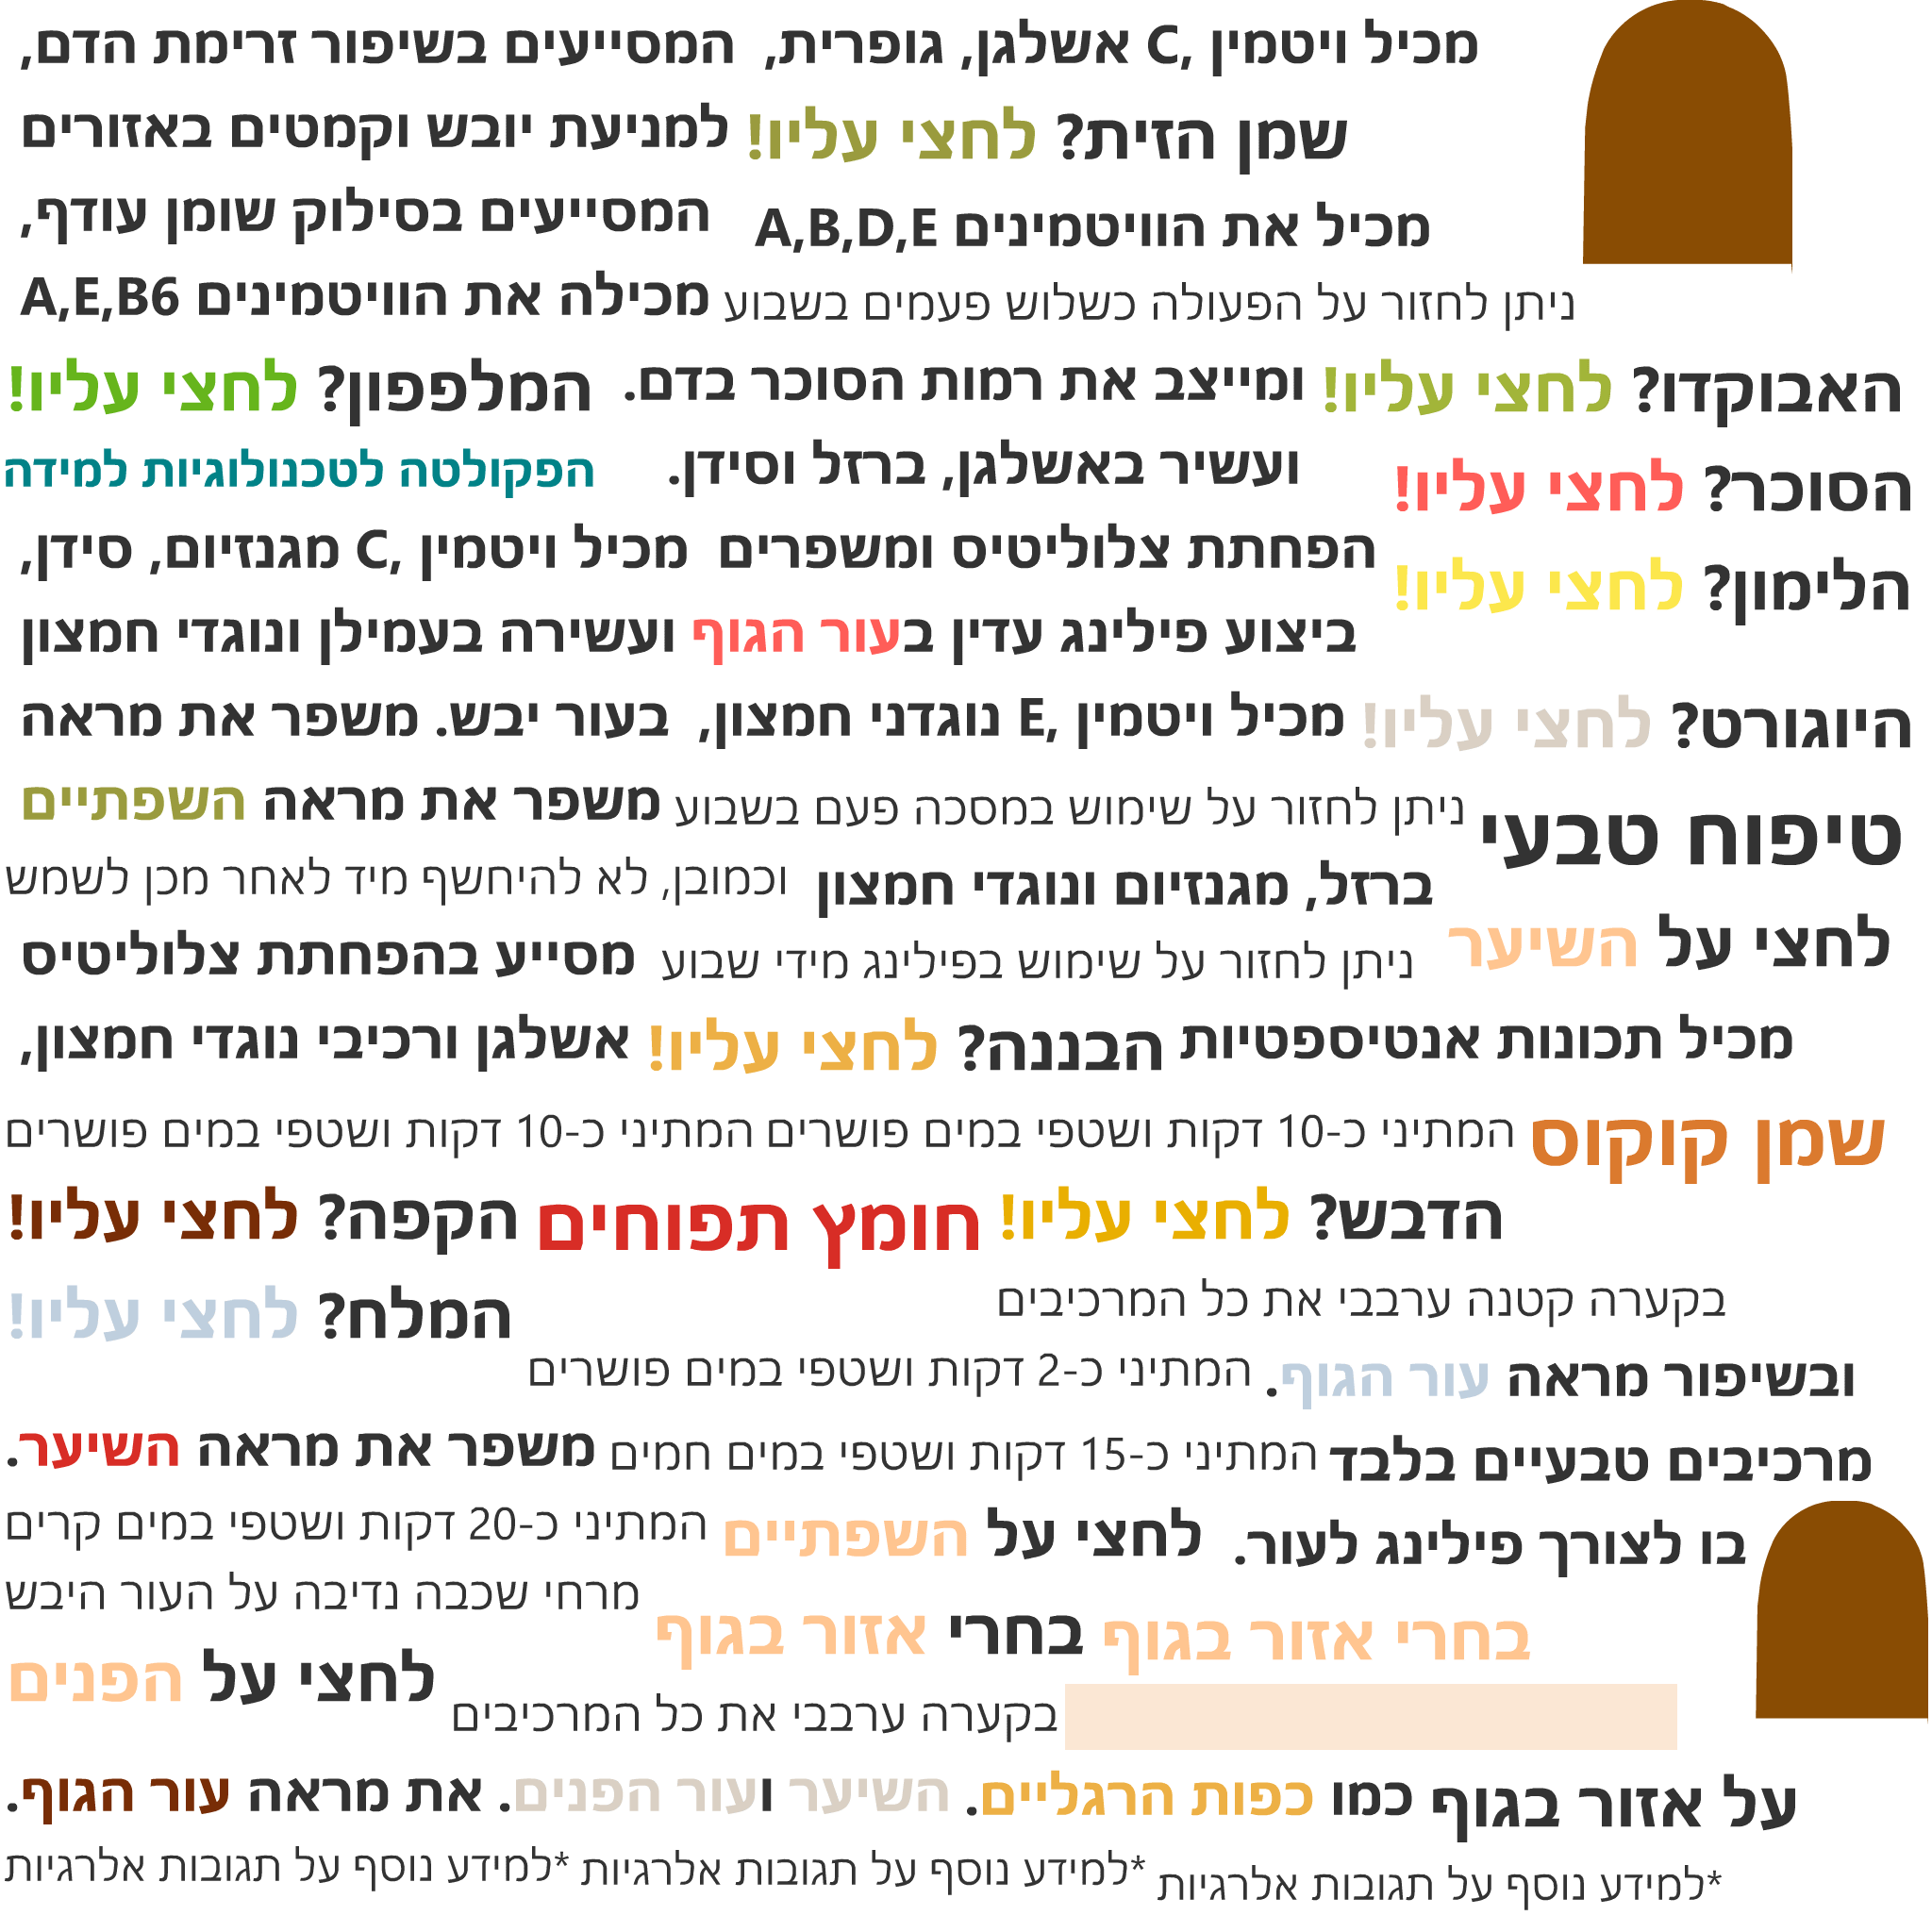 מכיל ויטמין C, אשלגן, גופרית, המסייעים בשיפור זרימת הדם,
שמן הזית? לחצי עליו! למניעת יובש וקמטים באזורים
מכיל את הוויטמינים A,B,D,E המסייעים בסילוק שומן עודף,
ניתן לחזור על הפעולה כשלוש פעמים בשבוע מכילה את הוויטמינים A,E,B6
האבוקדו? לחצי עליו! ומייצב את רמות הסוכר בדם. המלפפון? לחצי עליו!
הסוכר? לחצי עליו! ועשיר באשלגן, ברזל וסידן. הפקולטה לטכנולוגיות למידה
הלימון? לחצי עליו! הפחתת צלוליטיס ומשפרים מכיל ויטמין C, מגנזיום, סידן,
ביצוע פילינג עדין בעור הגוף ועשירה בעמילן ונוגדי חמצון
היוגורט? לחצי עליו! מכיל ויטמין E, נוגדני חמצון, בעור יבש. משפר את מראה
טיפוח טבעי ניתן לחזור על שימוש במסכה פעם בשבוע משפר את מראה השפתיים
ברזל, מגנזיום ונוגדי חמצון וכמובן, לא להיחשף מיד לאחר מכן לשמש
לחצי על השיער ניתן לחזור על שימוש בפילינג מידי שבוע מסייע בהפחתת צלוליטיס
מכיל תכונות אנטיספטיות הבננה? לחצי עליו! אשלגן ורכיבי נוגדי חמצון,
שמן קוקוס המתיני כ-10 דקות ושטפי במים פושרים המתיני כ-10 דקות ושטפי במים פושרים
הדבש? לחצי עליו! חומץ תפוחים הקפה? לחצי עליו!
בקערה קטנה ערבבי את כל המרכיבים המלח? לחצי עליו!
ובשיפור מראה עור הגוף. המתיני כ-2 דקות ושטפי במים פושרים
מרכיבים טבעיים בלבד המתיני כ-15 דקות ושטפי במים חמים משפר את מראה השיער.
בו לצורך פילינג לעור. לחצי על השפתיים המתיני כ-20 דקות ושטפי במים קרים
מרחי שכבה נדיבה על העור היבש
בחרי אזור בגוף בחרי אזור בגוף לחצי על הפנים
בקערה ערבבי את כל המרכיבים
על אזור בגוף כמו כפות הרגליים. השיער ועור הפנים. את מראה עור הגוף.
*למידע נוסף על תגובות אלרגיות *למידע נוסף על תגובות אלרגיות *למידע נוסף על תגובות אלרגיות